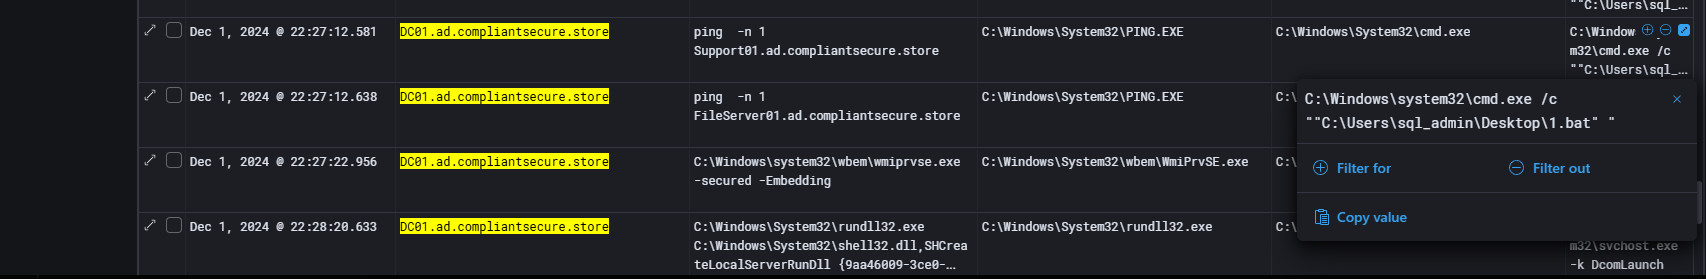 ""C:\Users\sql_…
Dec 1, 2024 @ 22:27:12.581 DC01.ad.compliantsecure.store ping -n 1 C:\Windows\System32\PING.EXE C:\Windows\System32\cmd.exe C:\Window
Support01.ad.compliantsecure.store m32\cmd.exe /c
""C:\Users\sql_…
Dec 1, 2024 @ 22:27:12.638 DC01.ad.compliantsecure.store ping -n 1 C:\Windows\System32\PING.EXE C:\
FileServer01.ad.compliantsecure.store
C:\Windows\system32\cmd.exe /c
""C:\Users\sql_admin\Desktop\1.bat" "
Filter for Filter out
Copy value
Dec 1, 2024 @ 22:27:22.956 DC01.ad.compliantsecure.store C:\Windows\system32\wbem\wmiprvse.exe C:\Windows\System32\wbem\WmiPrvSE.exe C:\
-secured -Embedding
Dec 1, 2024 @ 22:28:20.633 DC01.ad.compliantsecure.store C:\Windows\System32\rundll32.exe C:\Windows\System32\rundll32.exe C:\
C:\Windows\System32\shell32.dll,SHCrea m32\svchost.exe
teLocalServerRunDll {9aa46009-3ce0-… -k DcomLaunch